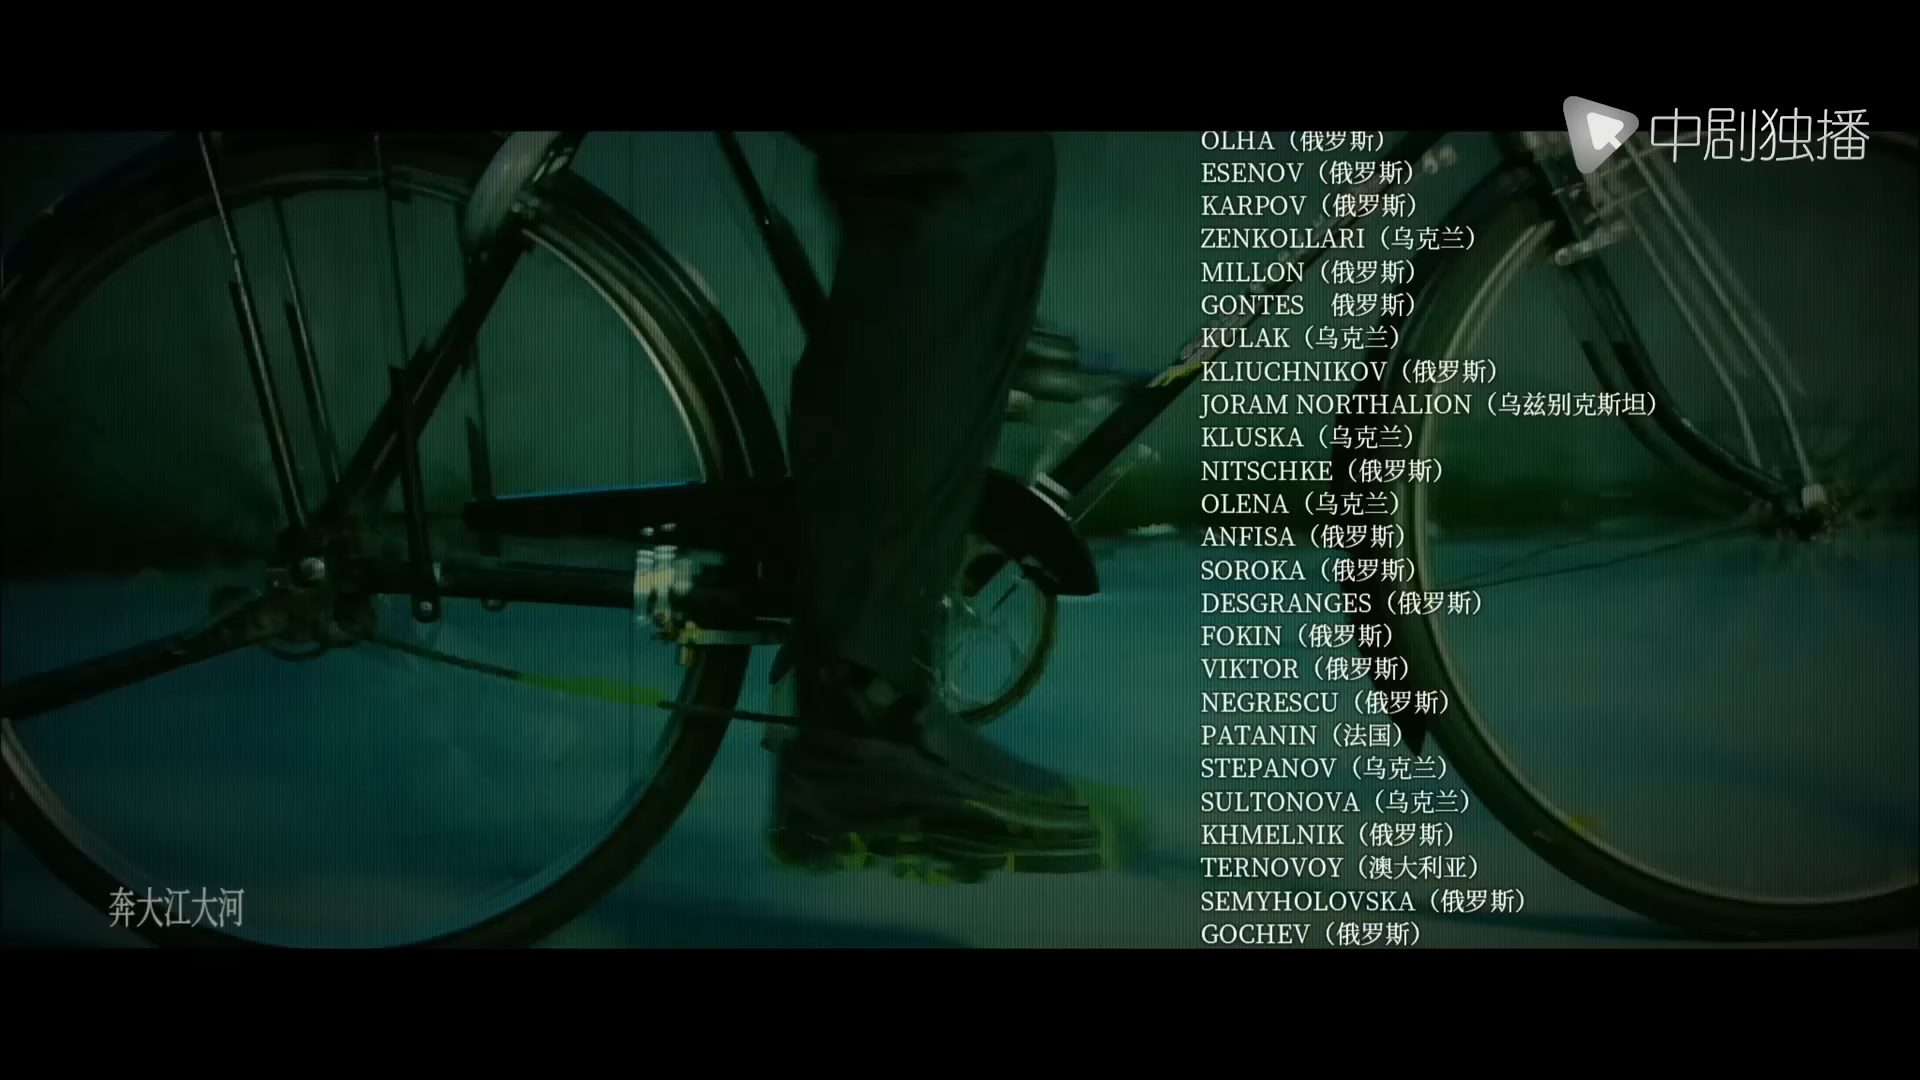 中剧独播
OLHA（俄罗斯）
ESENOV（俄罗斯）
KARPOV（俄罗斯）
ZENKOLLARI（乌克兰）
MILLON（俄罗斯）
GONTES　俄罗斯）
KULAK（乌克兰）
KLIUCHNIKOV（俄罗斯）
JORAM NORTHALION（乌兹别克斯坦）
KLUSKA（乌克兰）
NITSCHKE（俄罗斯）
OLENA（乌克兰）
ANFISA（俄罗斯）
SOROKA（俄罗斯）
DESGRANGES（俄罗斯）
FOKIN（俄罗斯）
VIKTOR（俄罗斯）
NEGRESCU（俄罗斯）
PATANIN（法国）
STEPANOV（乌克兰）
SULTONOVA（乌克兰）
KHMELNIK（俄罗斯）
TERNOVOY（澳大利亚）
SEMYHOLOVSKA（俄罗斯）
GOCHEV（俄罗斯）
奔大江大河